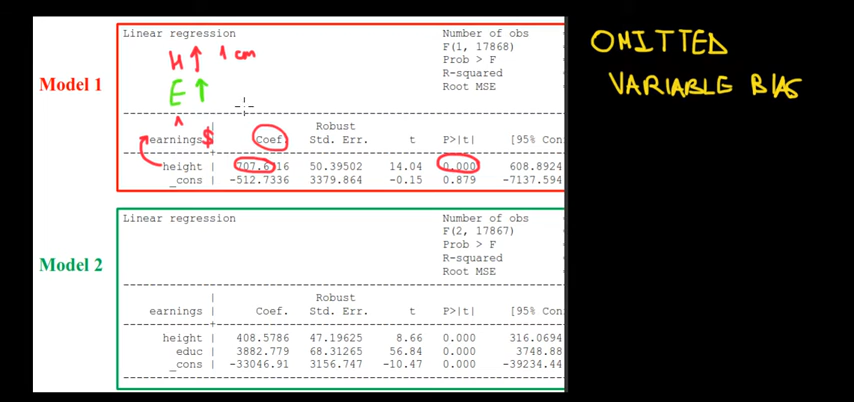 OMITTED
VARIABLE BIAS
Model 1
Linear regression
Number of obs
F(1, 17868)
Prob > F
R-squared
Root MSE
H ↑ 1 cm
E ↑
^
$
Robust
earnings | Coef. Std. Err. t P>|t| [95% Con
height | 707.6716 50.39502 14.04 0.000 608.8924
_cons | -512.7336 3379.864 -0.15 0.879 -7137.594
Model 2
Linear regression
Number of obs
F(2, 17867)
Prob > F
R-squared
Root MSE
| Robust
earnings | Coef. Std. Err. t P>|t| [95% Con
height | 408.5786 47.19625 8.66 0.000 316.0694
educ | 3882.779 68.31265 56.84 0.000 3748.88
_cons | -33046.91 3156.747 -10.47 0.000 -39234.44